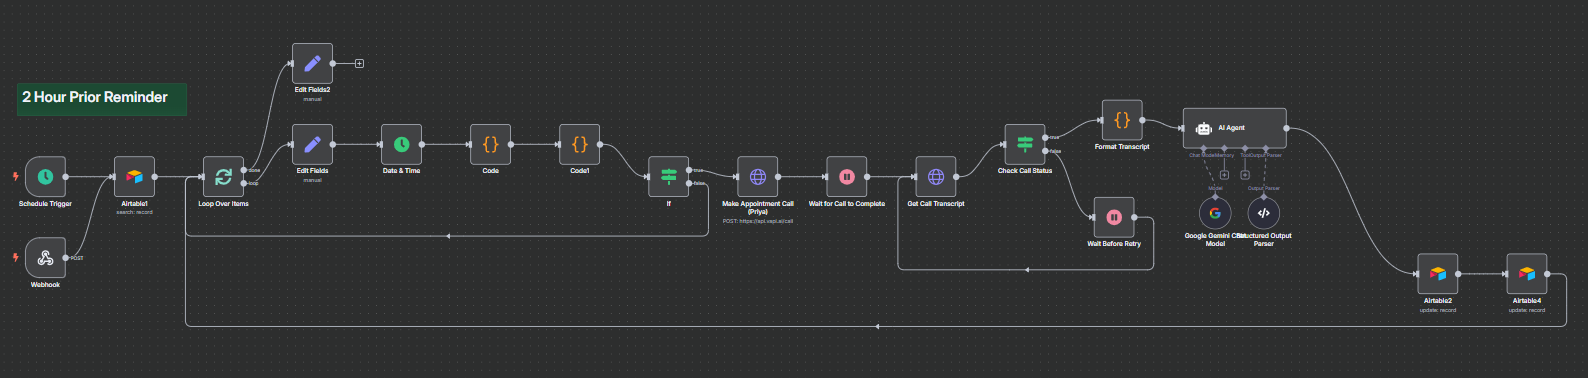 2 Hour Prior Reminder
Edit Fields2
manual
Schedule Trigger
Webhook
POST
Airtable1
search: record
Loop Over Items
done
loop
Edit Fields
manual
Date & Time
{}
Code
{}
Code1
If
true
false
Make Appointment Call
(Priya)
POST: https://api.vapi.ai/call
Wait for Call to Complete
Get Call Transcript
Check Call Status
true
false
Wait Before Retry
{}
Format Transcript
AI Agent
Chat Model
Memory
Tool
Output Parser
Model
Output Parser
Google Gemini Chat
Model
Structured Output
Parser
Airtable2
update: record
Airtable4
update: record